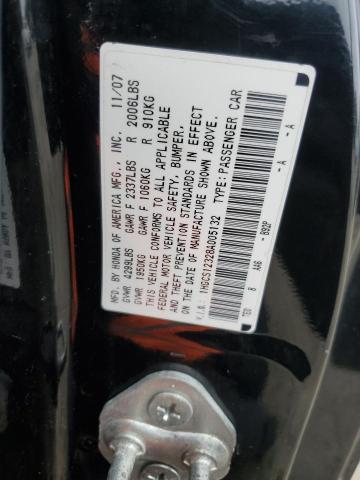 MFD. BY HONDA OF AMERICA MFG., INC. 11/07
GVWR 4299LBS GAWR F 2337LBS R 2006LBS
GVWR 1950KG GAWR F 1060KG R 910KG
THIS VEHICLE CONFORMS TO ALL APPLICABLE
FEDERAL MOTOR VEHICLE SAFETY, BUMPER,
AND THEFT PREVENTION STANDARDS IN EFFECT
ON THE DATE OF MANUFACTURE SHOWN ABOVE.
V.I.N.: 1HGCS12328A005132 TYPE: PASSENGER CAR
B92P - A - A